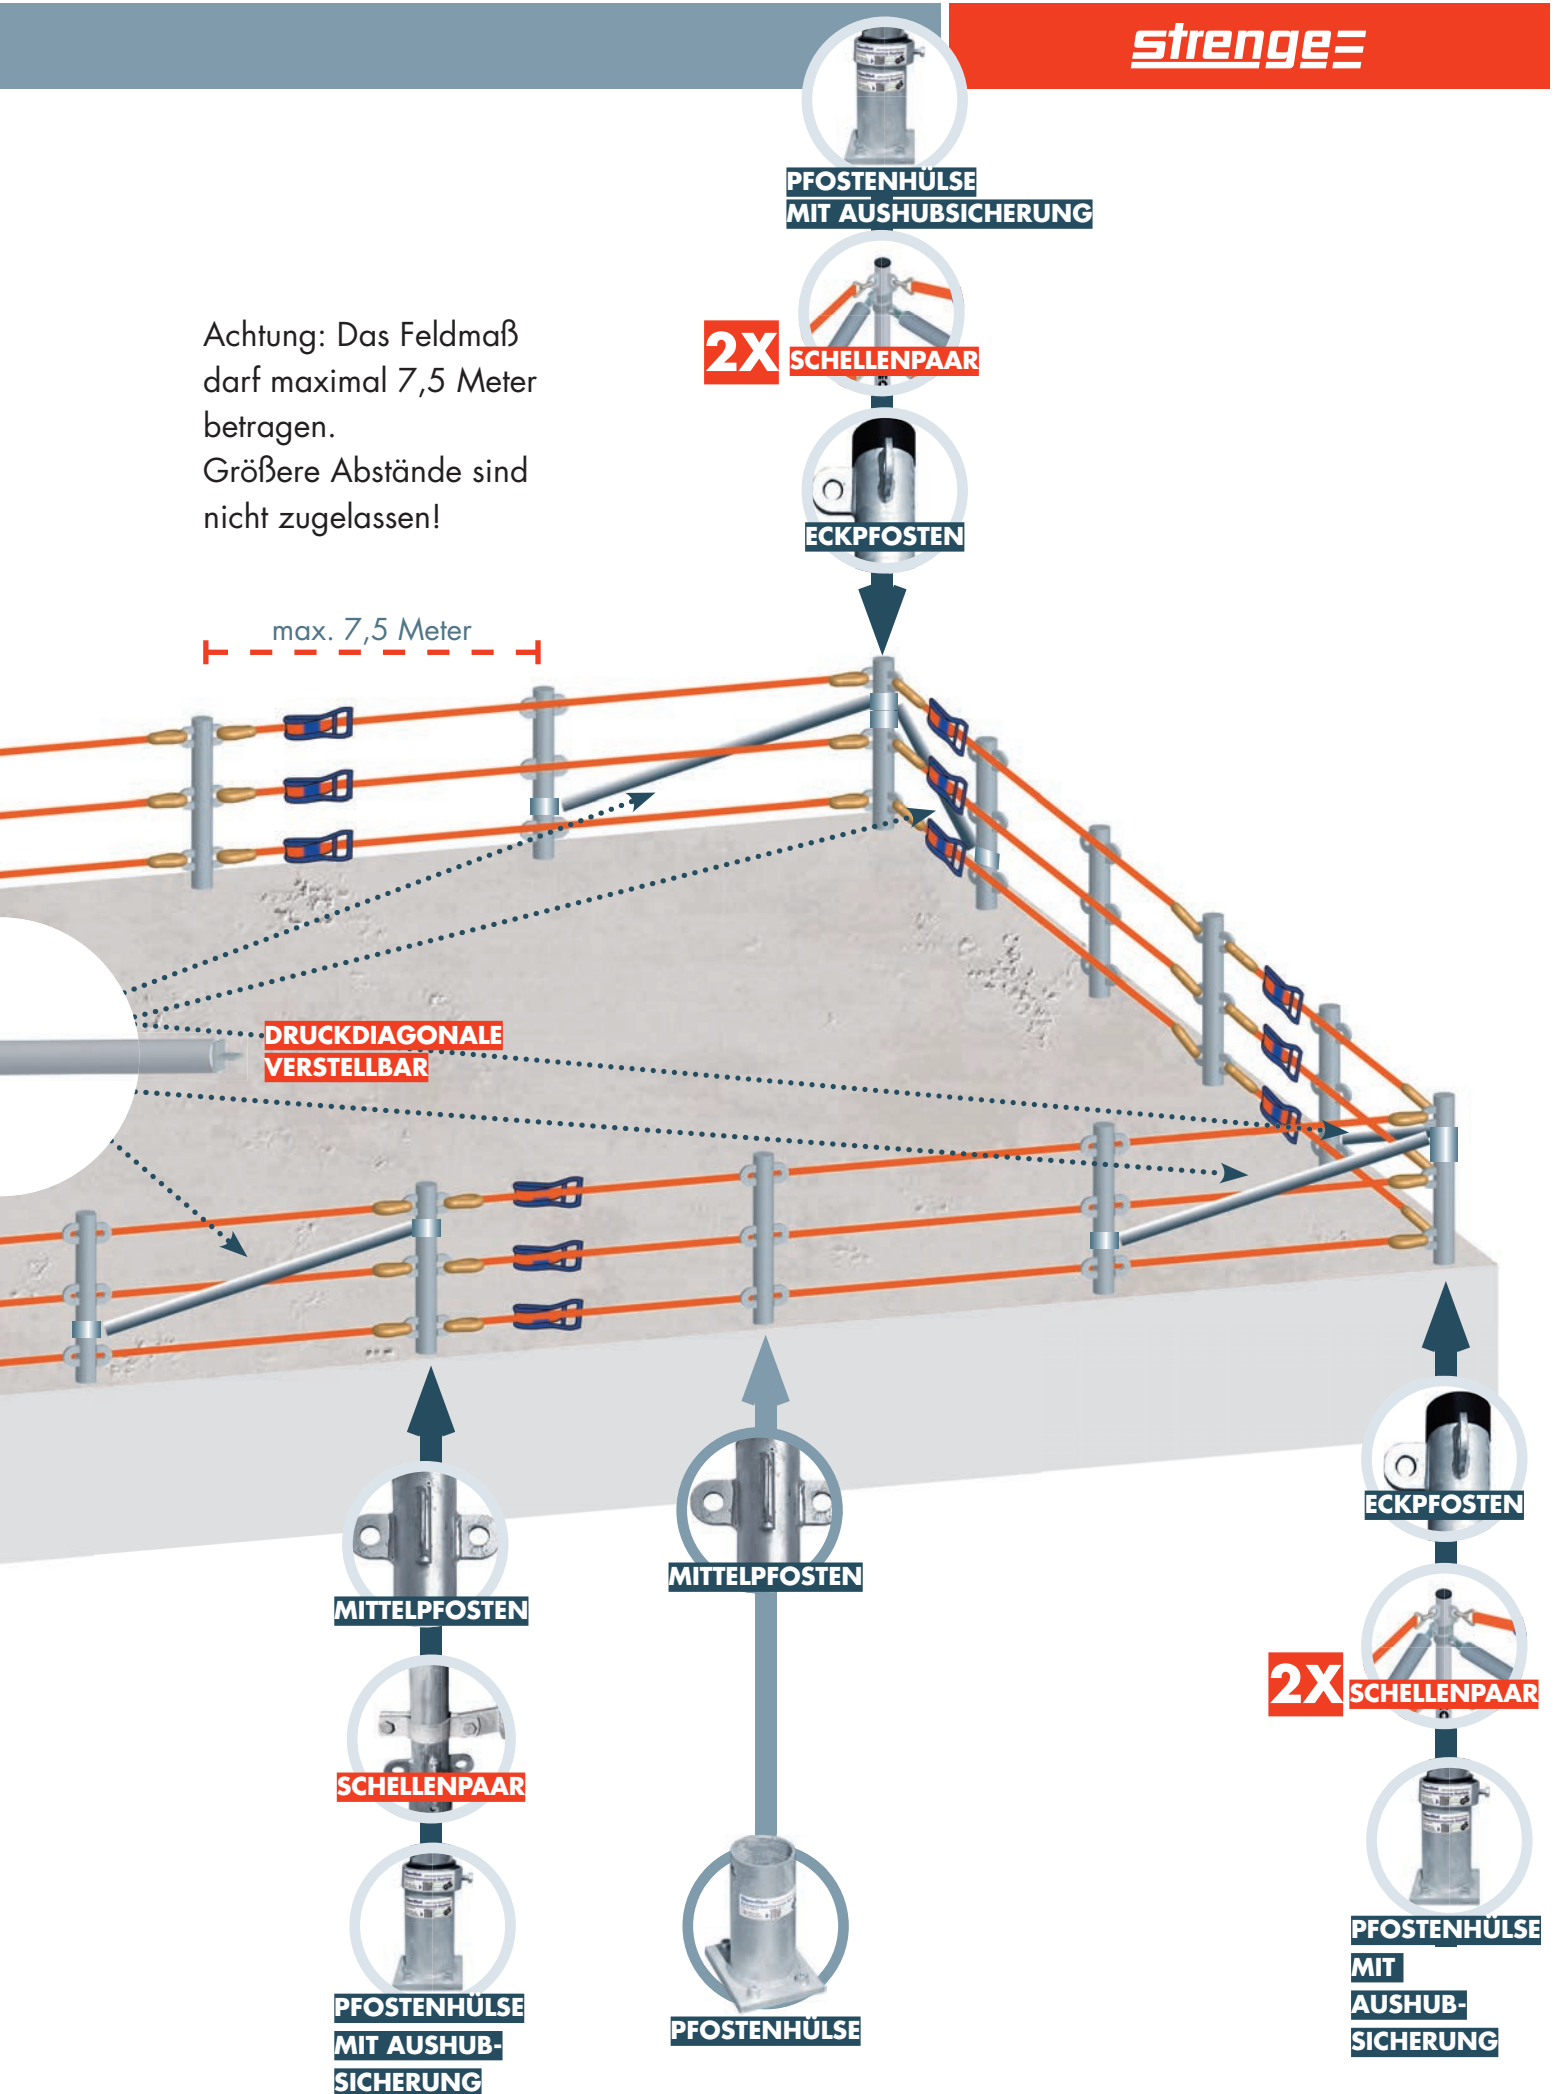 strenge
PFOSTENHÜLSE
MIT AUSHUBSICHERUNG
2X
SCHELLENPAAR
ECKPFOSTEN
Achtung: Das Feldmaß
darf maximal 7,5 Meter
betragen.
Größere Abstände sind
nicht zugelassen!
max. 7,5 Meter
DRUCKDIAGONALE
VERSTELLBAR
MITTELPFOSTEN
SCHELLENPAAR
PFOSTENHÜLSE
MIT AUSHUB-
SICHERUNG
MITTELPFOSTEN
PFOSTENHÜLSE
ECKPFOSTEN
2X
SCHELLENPAAR
PFOSTENHÜLSE
MIT
AUSHUB-
SICHERUNG